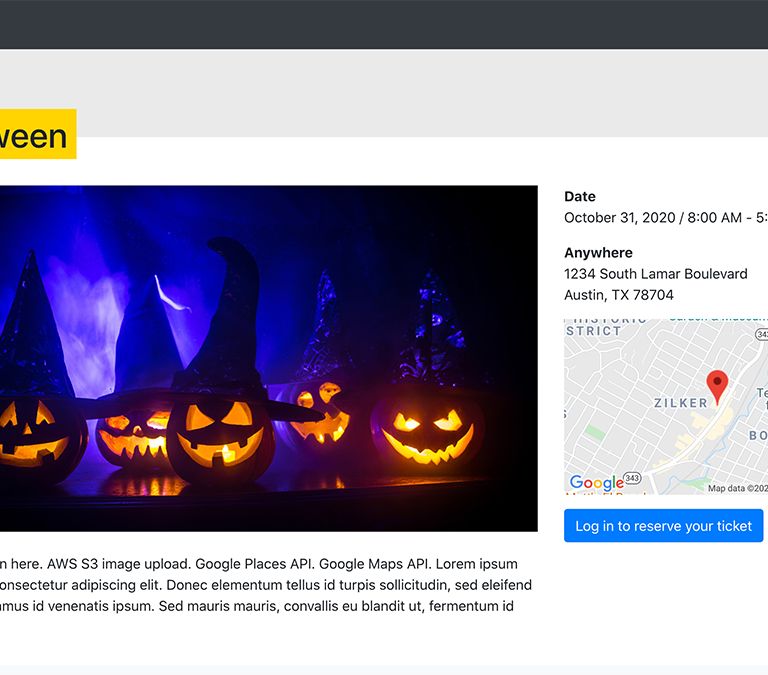 ween
Date
October 31, 2020 / 8:00 AM - 5:
Anywhere
1234 South Lamar Boulevard
Austin, TX 78704
HISTORIC
STRICT
343
ZILKER
BO
Google
343
Map data ©202
Log in to reserve your ticket
n here. AWS S3 image upload. Google Places API. Google Maps API. Lorem ipsum
onsectetur adipiscing elit. Donec elementum tellus id turpis sollicitudin, sed eleifend
amus id venenatis ipsum. Sed mauris mauris, convallis eu blandit ut, fermentum id